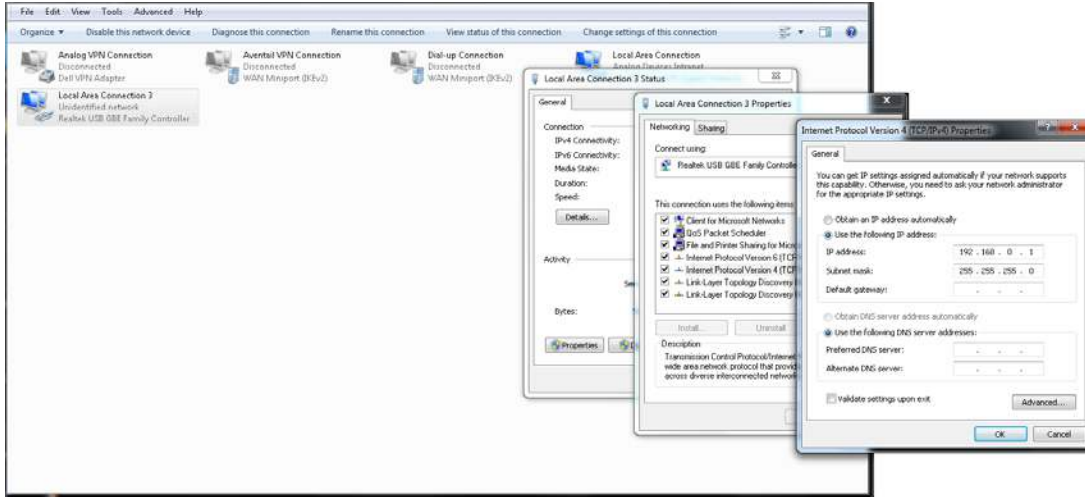 File Edit View Tools Advanced Help
Organize Disable this network device Diagnose this connection Rename this connection View status of this connection Change settings of this connection
Analog VPN Connection
Disconnected
Dell VPN Adapter
Aventail VPN Connection
Disconnected
WAN Miniport (IKEv2)
Dial-up Connection
Disconnected
WAN Miniport (IKEv2)
Local Area Connection
Analog Devices Intranet
Local Area Connection 3
Unidentified network
Realtek USB GBE Family Controller
Local Area Connection 3 Status
General
Connection
IPv4 Connectivity:
IPv6 Connectivity:
Media State:
Duration:
Speed:
Details...
Activity
Bytes:
Properties
Local Area Connection 3 Properties
Networking Sharing
Connect using:
Realtek USB GBE Family Controlle
This connection uses the following items:
Client for Microsoft Networks
QoS Packet Scheduler
File and Printer Sharing for Micro
Internet Protocol Version 6 (TCP
Internet Protocol Version 4 (TCP
Link-Layer Topology Discovery
Link-Layer Topology Discovery
Install... Uninstall
Description
Transmission Control Protocol/Internet
wide area network protocol that provid
across diverse interconnected network
Internet Protocol Version 4 (TCP/IPv4) Properties
General
You can get IP settings assigned automatically if your network supports
this capability. Otherwise, you need to ask your network administrator
for the appropriate IP settings.
Obtain an IP address automatically
Use the following IP address:
IP address: 192 . 168 . 0 . 1
Subnet mask: 255 . 255 . 255 . 0
Default gateway: . . .
Obtain DNS server address automatically
Use the following DNS server addresses:
Preferred DNS server: . . .
Alternate DNS server: . . .
Validate settings upon exit
Advanced...
OK Cancel